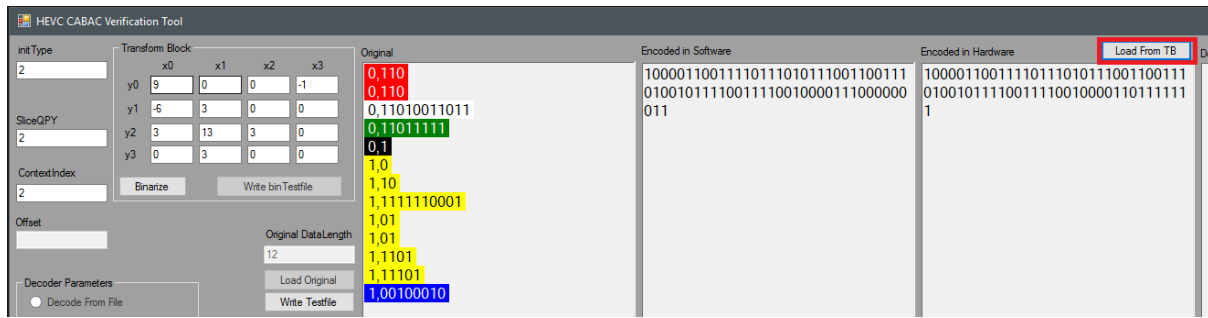 HEVC CABAC Verification Tool
initType
2
SliceQPY
2
ContextIndex
2
Offset
Decoder Parameters
Decode From File
Transform Block
x0 x1 x2 x3
y0 9 0 0 -1
y1 -6 3 0 0
y2 3 13 3 0
y3 0 3 0 0
Binarize
Write binTestfile
Original DataLength
12
Load Original
Write Testfile
Original
0,110
0,110
0,11010011011
0,11011111
0,1
1,0
1,10
1,1111110001
1,01
1,01
1,1101
1,11101
1,00100010
Encoded in Software
10000110011110111010111001100111
01001011110011110010000111000000
011
Encoded in Hardware
Load From TB
10000110011110111010111001100111
01001011110011110010000110111111
1